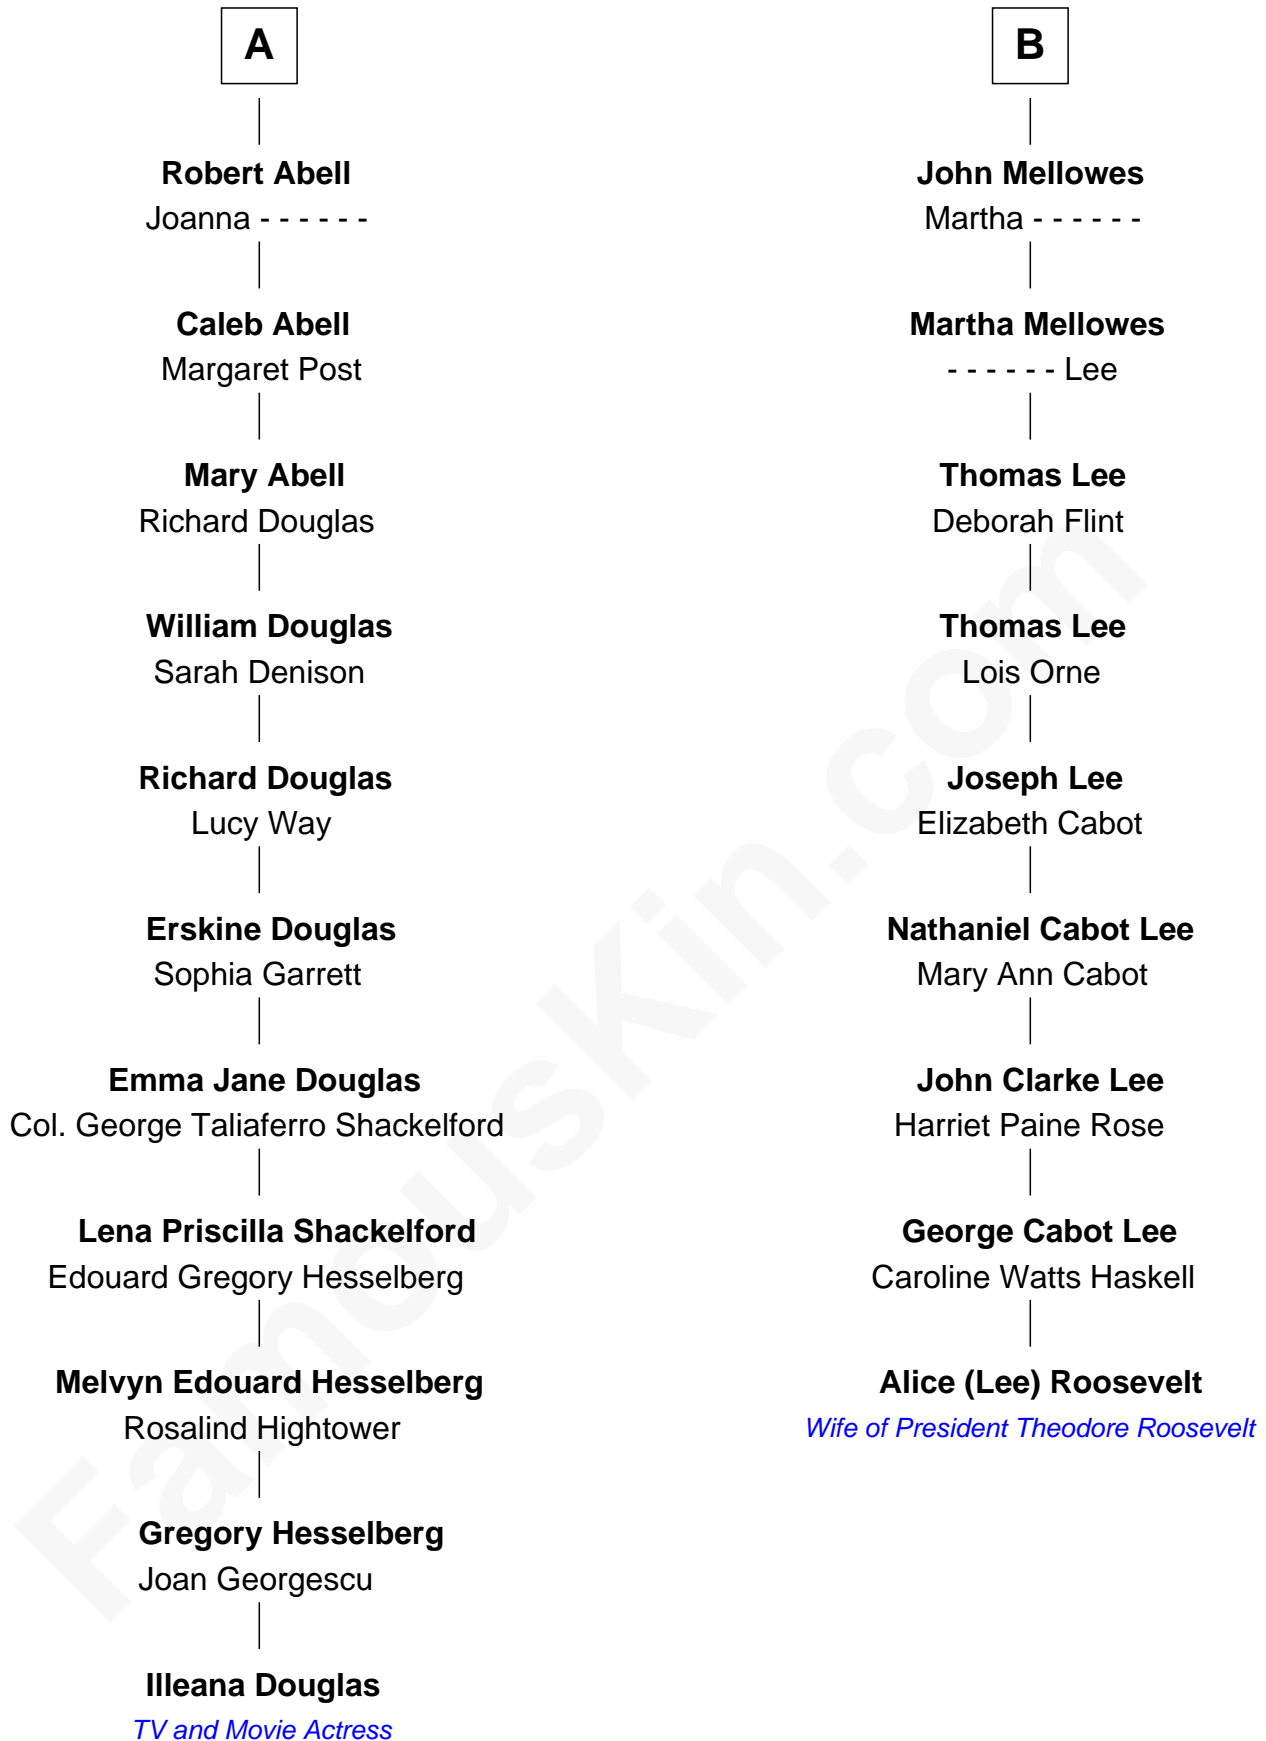 A
Robert Abell
Joanna - - - - - -
Caleb Abell
Margaret Post
Mary Abell
Richard Douglas
William Douglas
Sarah Denison
Richard Douglas
Lucy Way
Erskine Douglas
Sophia Garrett
Emma Jane Douglas
Col. George Taliaferro Shackelford
Lena Priscilla Shackelford
Edouard Gregory Hesselberg
Melvyn Edouard Hesselberg
Rosalind Hightower
Gregory Hesselberg
Joan Georgescu
Illeana Douglas
TV and Movie Actress
B
John Mellowes
Martha - - - - - -
Martha Mellowes
- - - - - - Lee
Thomas Lee
Deborah Flint
Thomas Lee
Lois Orne
Joseph Lee
Elizabeth Cabot
Nathaniel Cabot Lee
Mary Ann Cabot
John Clarke Lee
Harriet Paine Rose
George Cabot Lee
Caroline Watts Haskell
Alice (Lee) Roosevelt
Wife of President Theodore Roosevelt
FamousKin.com